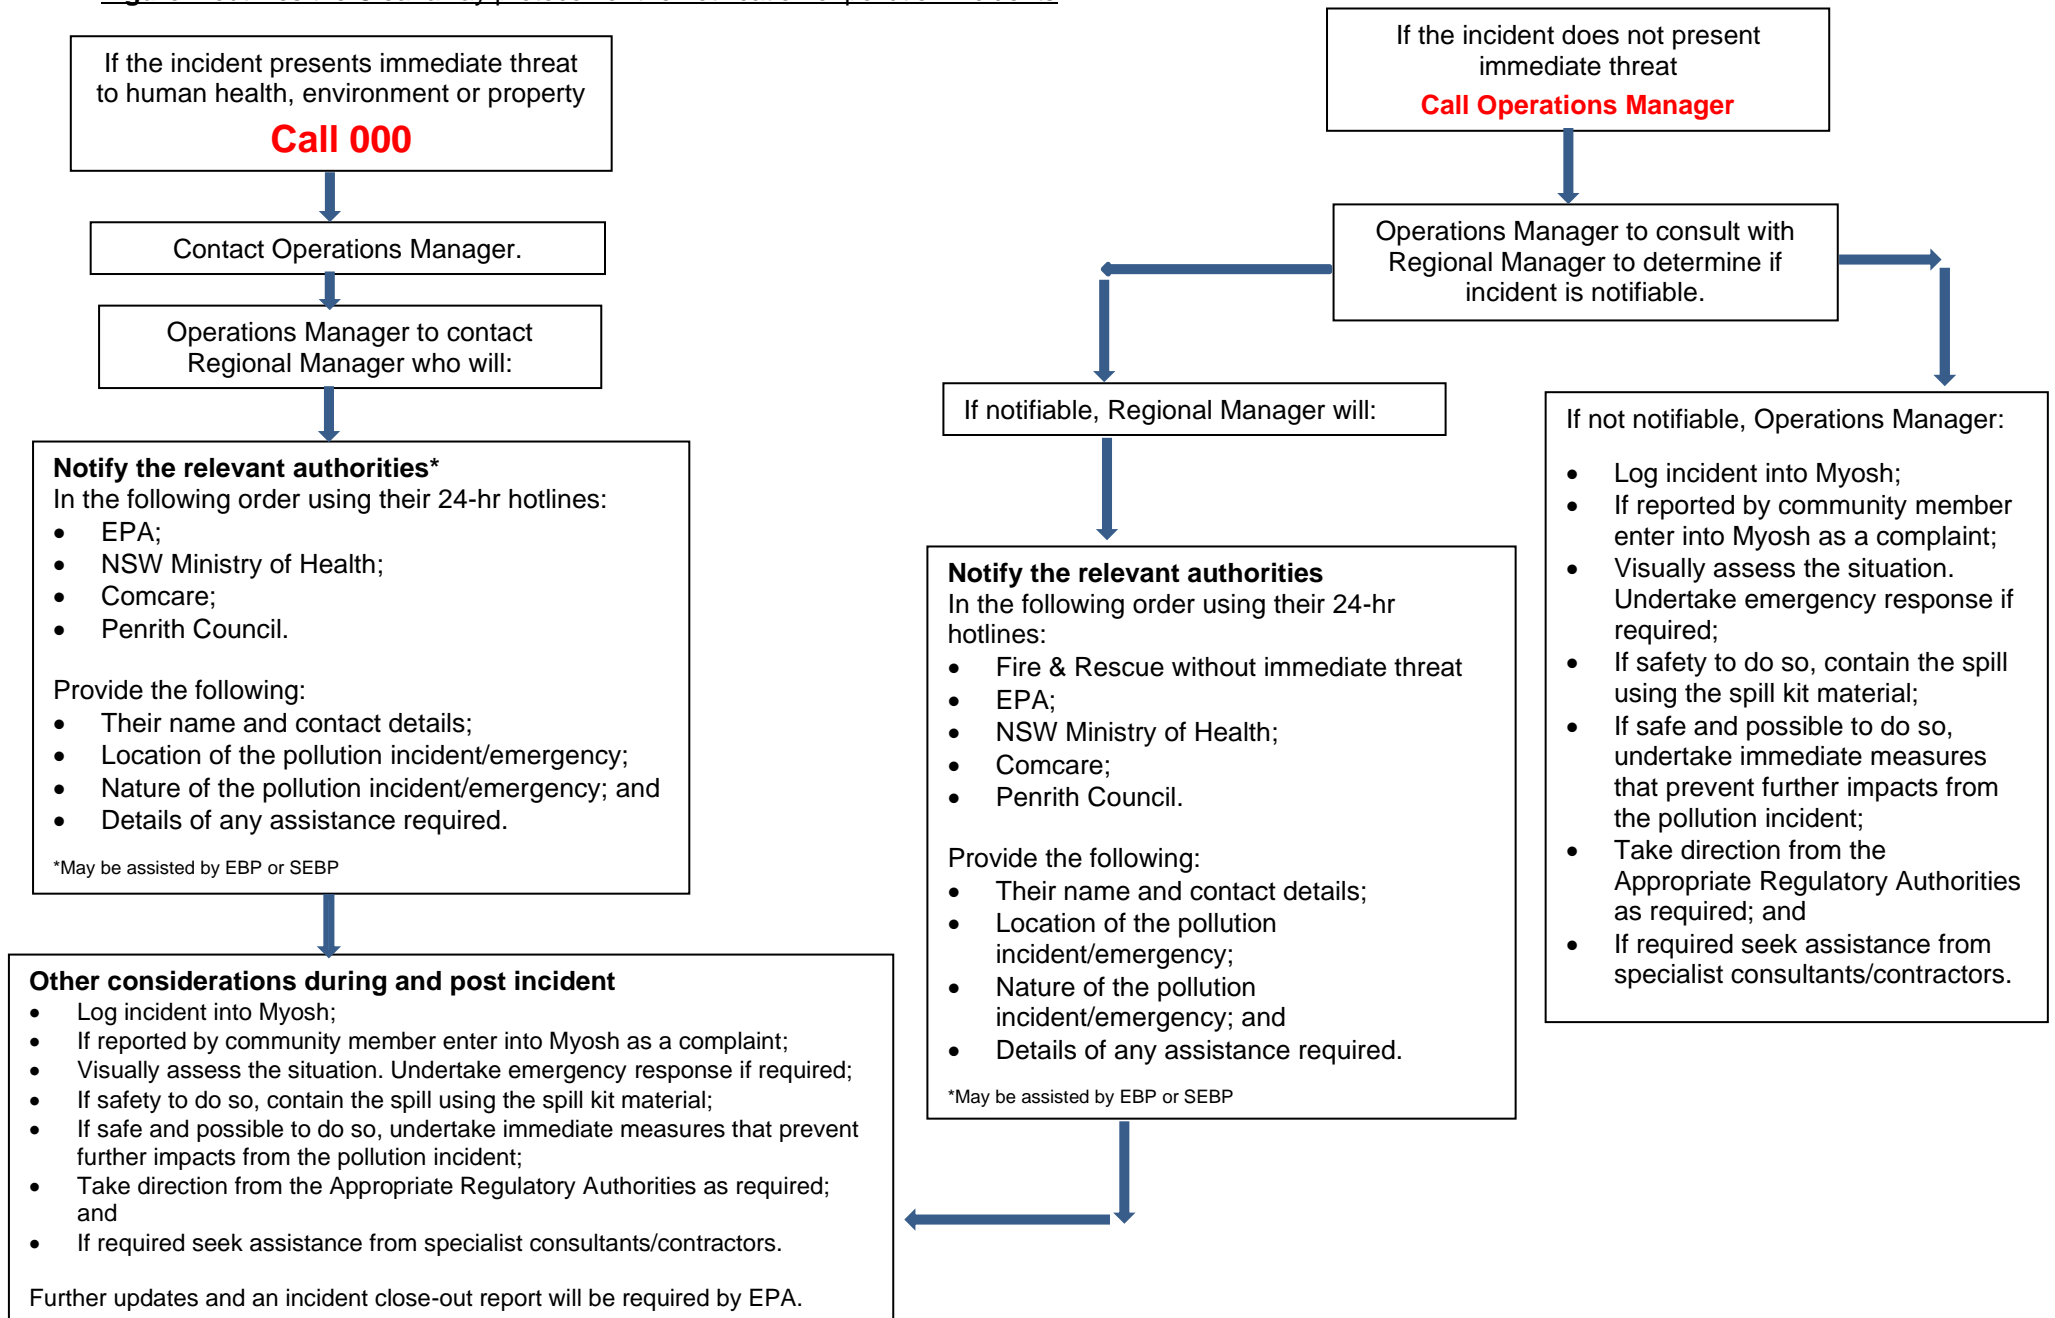 If the incident presents immediate threat
to human health, environment or property
Call 000
Contact Operations Manager.
Operations Manager to contact
Regional Manager who will:
Notify the relevant authorities*
In the following order using their 24-hr hotlines:
• EPA;
• NSW Ministry of Health;
• Comcare;
• Penrith Council.
Provide the following:
• Their name and contact details;
• Location of the pollution incident/emergency;
• Nature of the pollution incident/emergency; and
• Details of any assistance required.
*May be assisted by EBP or SEBP
Other considerations during and post incident
• Log incident into Myosh;
• If reported by community member enter into Myosh as a complaint;
• Visually assess the situation. Undertake emergency response if required;
• If safety to do so, contain the spill using the spill kit material;
• If safe and possible to do so, undertake immediate measures that prevent
further impacts from the pollution incident;
• Take direction from the Appropriate Regulatory Authorities as required;
and
• If required seek assistance from specialist consultants/contractors.
Further updates and an incident close-out report will be required by EPA.
If the incident does not present
immediate threat
Call Operations Manager
Operations Manager to consult with
Regional Manager to determine if
incident is notifiable.
If notifiable, Regional Manager will:
Notify the relevant authorities
In the following order using their 24-hr
hotlines:
• Fire & Rescue without immediate threat
• EPA;
• NSW Ministry of Health;
• Comcare;
• Penrith Council.
Provide the following:
• Their name and contact details;
• Location of the pollution
incident/emergency;
• Nature of the pollution
incident/emergency; and
• Details of any assistance required.
*May be assisted by EBP or SEBP
If not notifiable, Operations Manager:
• Log incident into Myosh;
• If reported by community member
enter into Myosh as a complaint;
• Visually assess the situation.
Undertake emergency response if
required;
• If safety to do so, contain the spill
using the spill kit material;
• If safe and possible to do so,
undertake immediate measures
that prevent further impacts from
the pollution incident;
• Take direction from the
Appropriate Regulatory Authorities
as required; and
• If required seek assistance from
specialist consultants/contractors.